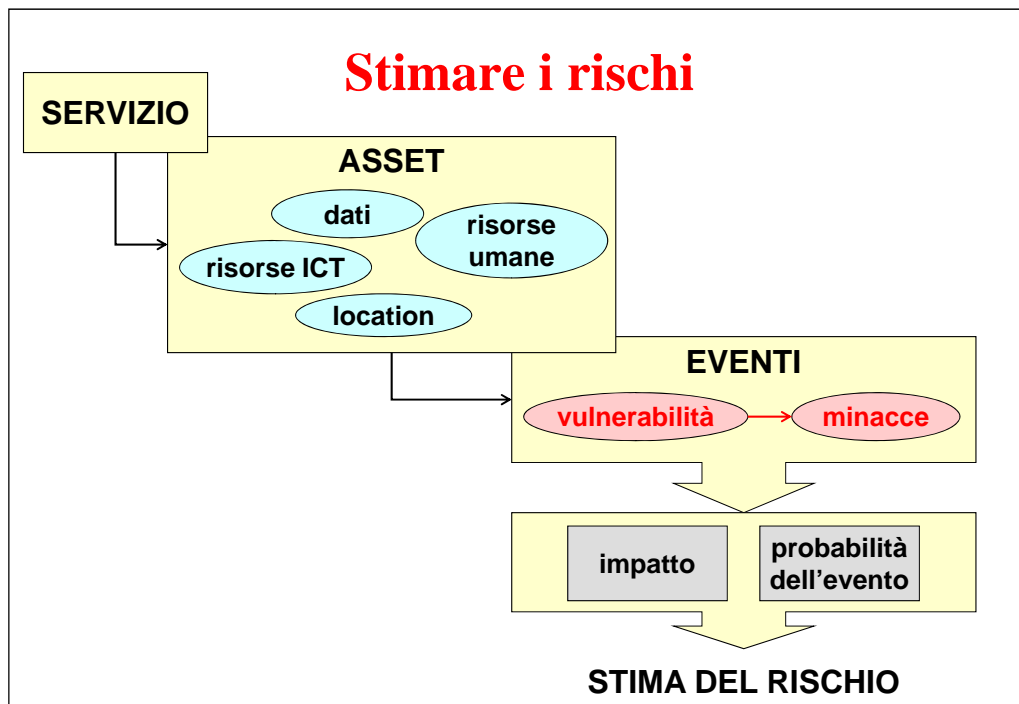 Stimare i rischi
SERVIZIO
ASSET
dati
risorse
umane
risorse ICT
location
EVENTI
vulnerabilità
minacce
impatto
probabilità
dell’evento
STIMA DEL RISCHIO